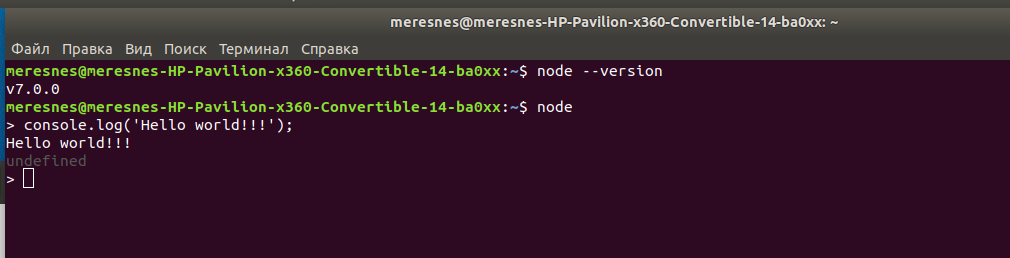 meresnes@meresnes-HP-Pavilion-x360-Convertible-14-ba0xx: ~
Файл Правка Вид Поиск Терминал Справка
meresnes@meresnes-HP-Pavilion-x360-Convertible-14-ba0xx:~$ node --version
v7.0.0
meresnes@meresnes-HP-Pavilion-x360-Convertible-14-ba0xx:~$ node
> console.log('Hello world!!!');
Hello world!!!
undefined
>